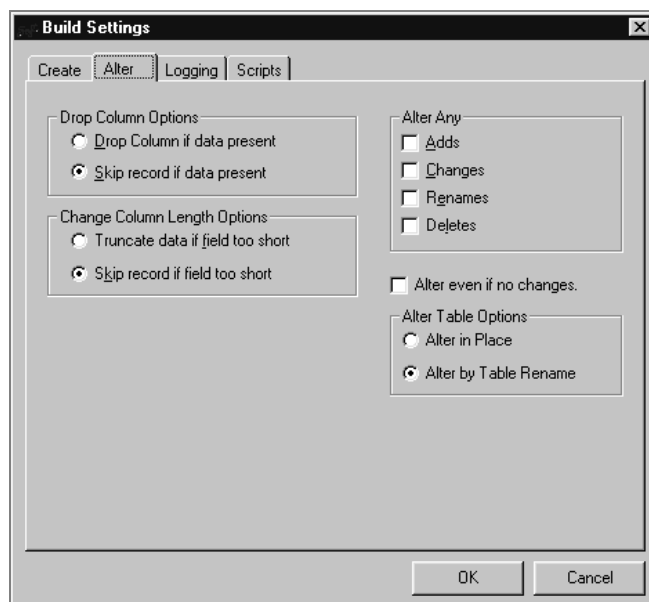 Build Settings
Create Alter Logging Scripts
Drop Column Options
Drop Column if data present
Skip record if data present
Change Column Length Options
Truncate data if field too short
Skip record if field too short
Alter Any
Adds
Changes
Renames
Deletes
Alter even if no changes.
Alter Table Options
Alter in Place
Alter by Table Rename
OK Cancel